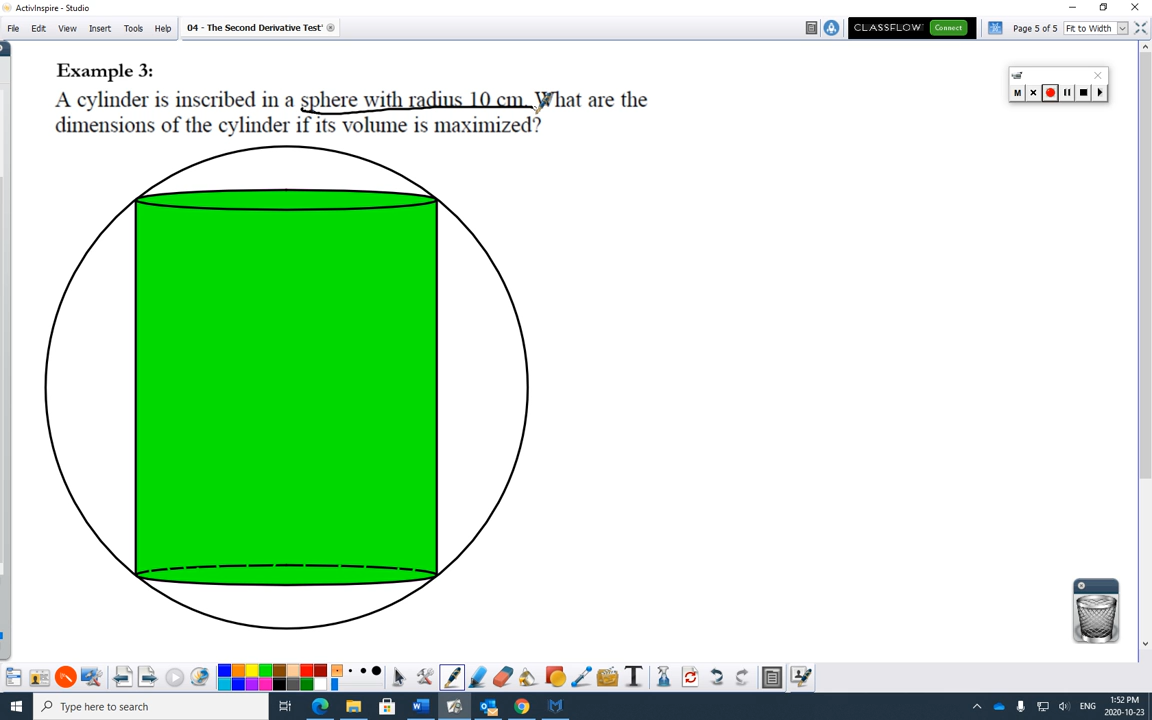 ActivInspire - Studio
File Edit View Insert Tools Help
04 - The Second Derivative Test*
CLASSFLOW Connect
Page 5 of 5 Fit to Width
Example 3:
A cylinder is inscribed in a sphere with radius 10 cm. What are the
dimensions of the cylinder if its volume is maximized?
M
T
Type here to search
ENG
1:52 PM
2020-10-23